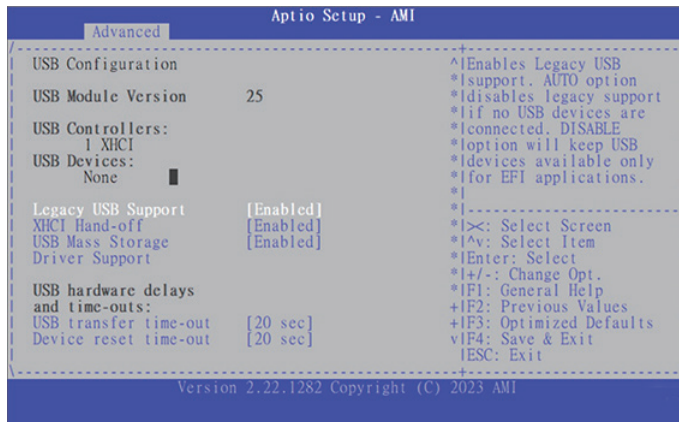 Aptio Setup - AMI
Advanced
USB Configuration
USB Module Version 25
USB Controllers:
1 XHCI
USB Devices:
None
Legacy USB Support [Enabled]
XHCI Hand-off [Enabled]
USB Mass Storage [Enabled]
Driver Support
USB hardware delays
and time-outs:
USB transfer time-out [20 sec]
Device reset time-out [20 sec]
Enables Legacy USB
support. AUTO option
disables legacy support
if no USB devices are
connected. DISABLE
option will keep USB
devices available only
for EFI applications.
><: Select Screen
^v: Select Item
Enter: Select
+/-: Change Opt.
F1: General Help
F2: Previous Values
F3: Optimized Defaults
F4: Save & Exit
ESC: Exit
Version 2.22.1282 Copyright (C) 2023 AMI